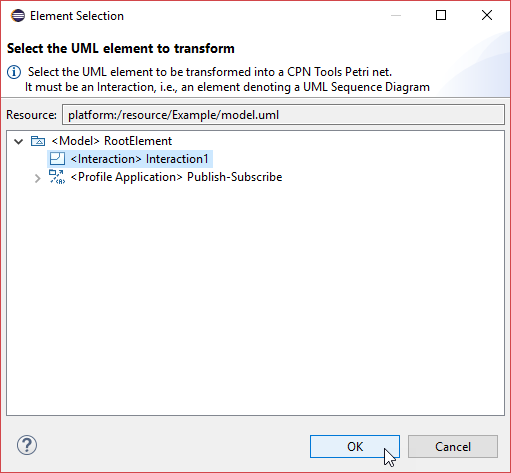 Element Selection
Select the UML element to transform
Select the UML element to be transformed into a CPN Tools Petri net.
It must be an Interaction, i.e., an element denoting a UML Sequence Diagram
Resource: platform:/resource/Example/model.uml
<Model> RootElement
<Interaction> Interaction1
<Profile Application> Publish-Subscribe
OK Cancel